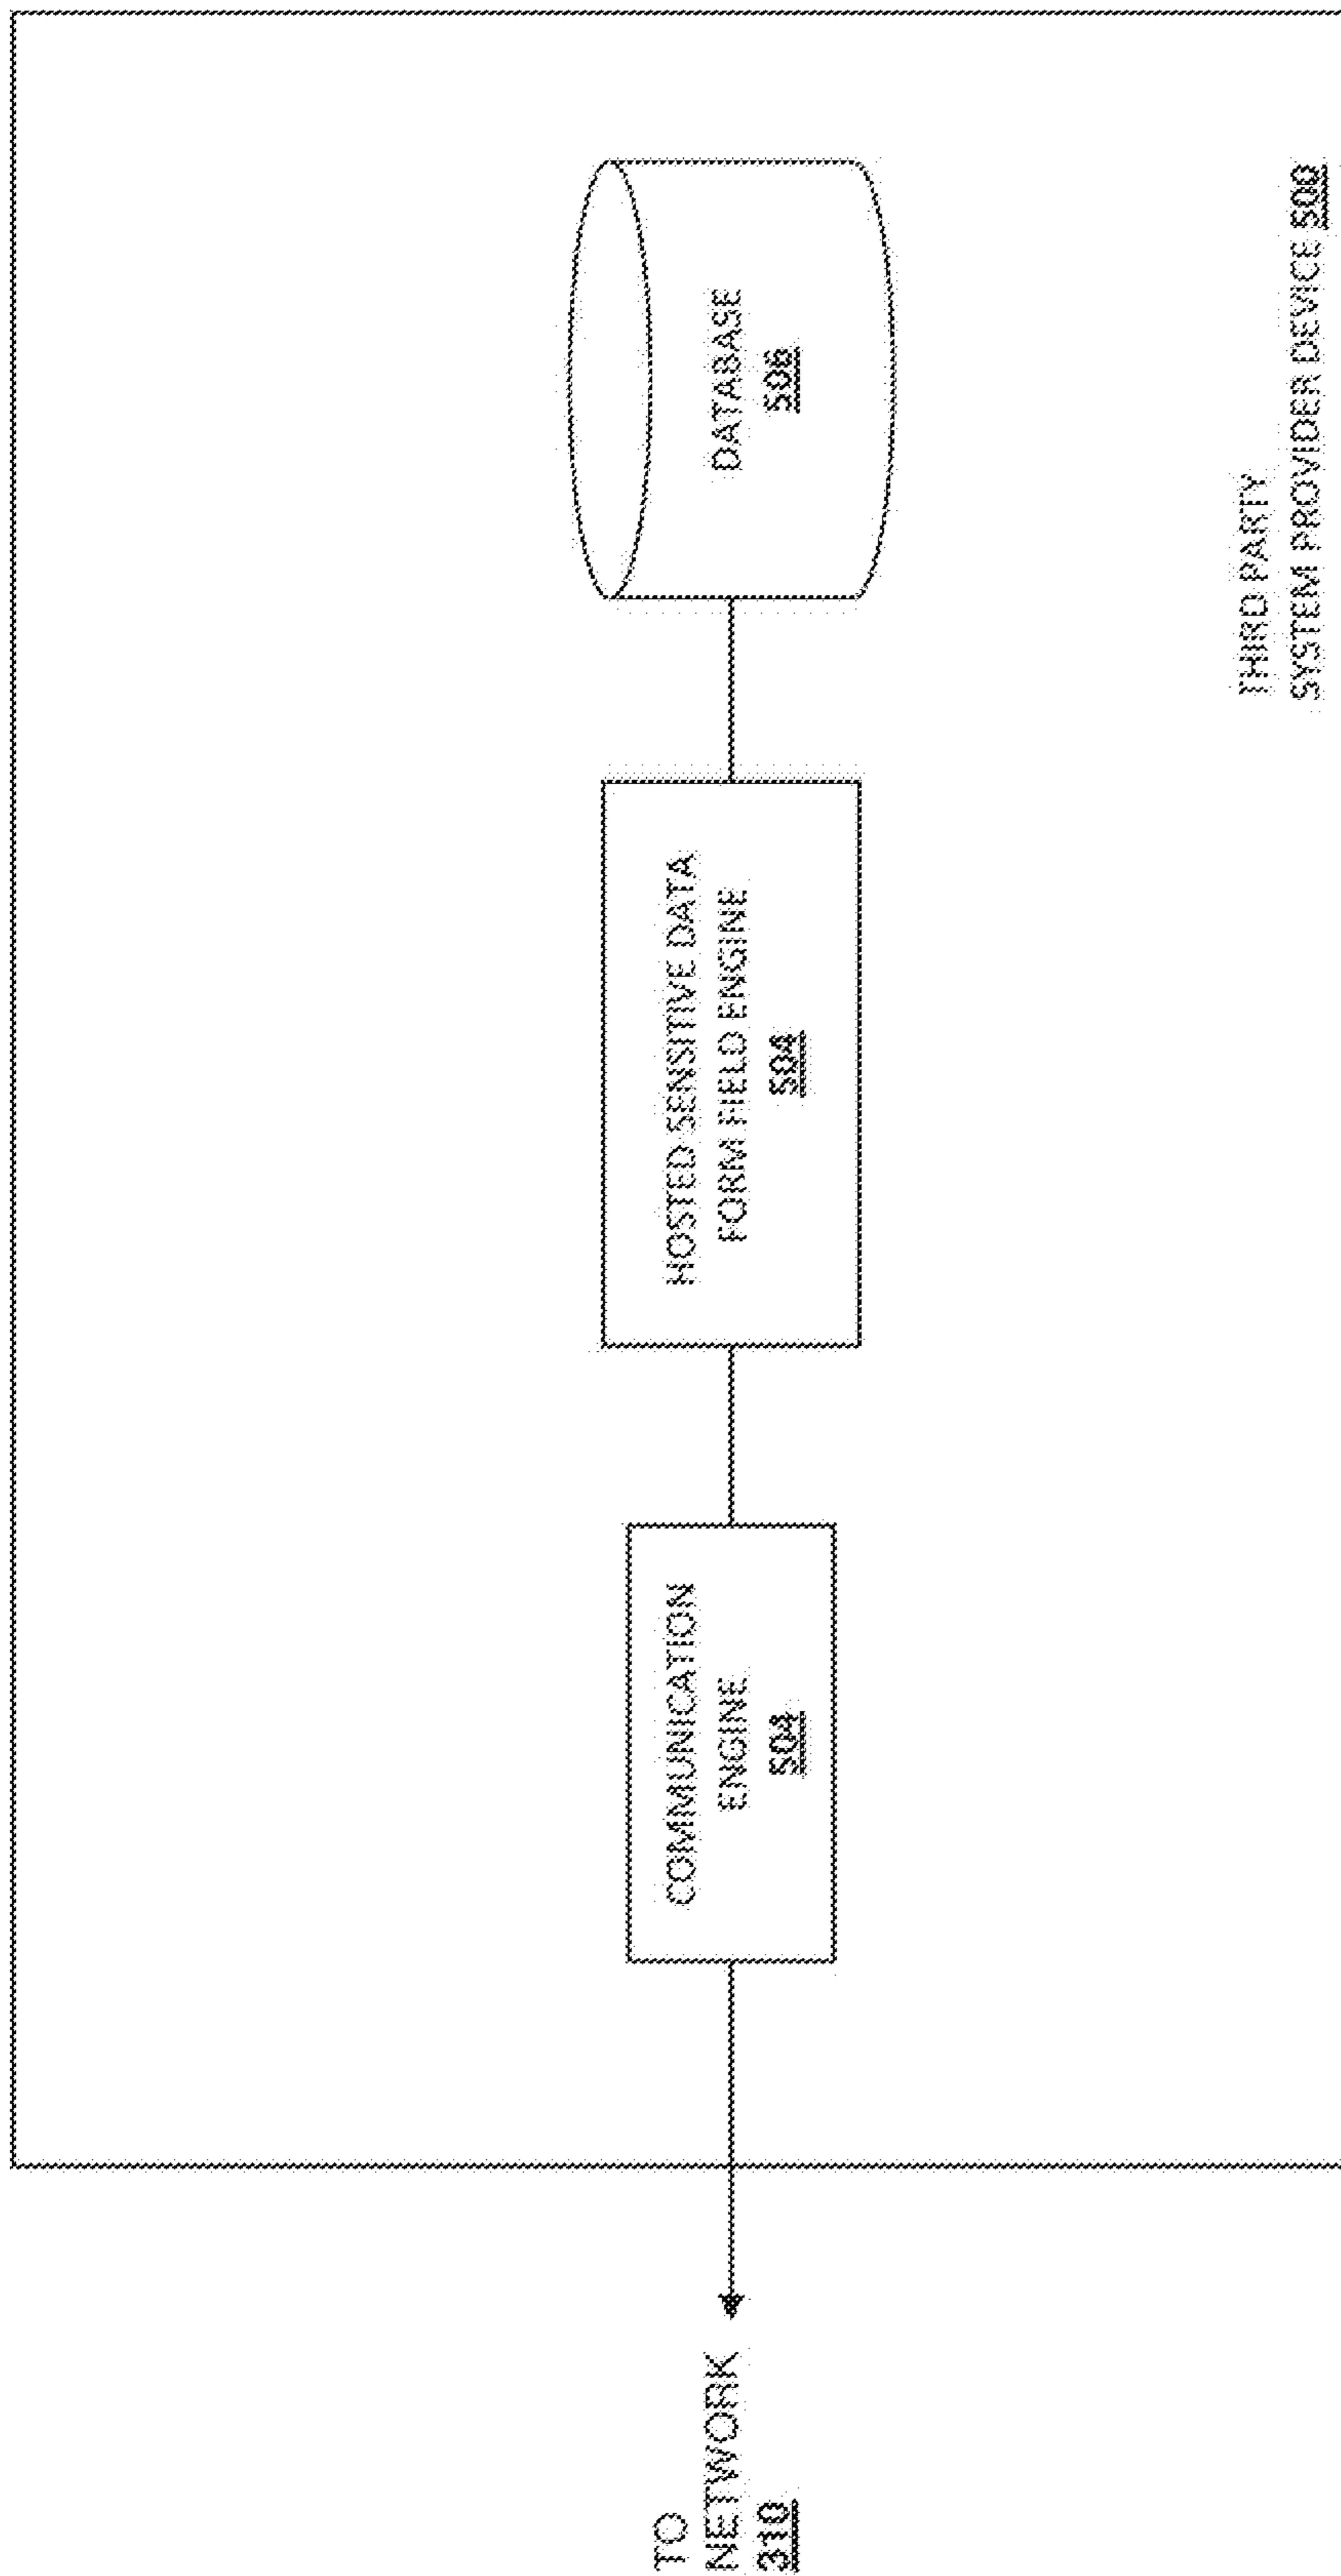 TO
NETWORK
310
COMMUNICATION
ENGINE
504
HOSTED SENSITIVE DATA
FORM FIELD ENGINE
504
DATABASE
506
THIRD PARTY
SYSTEM PROVIDER DEVICE 500